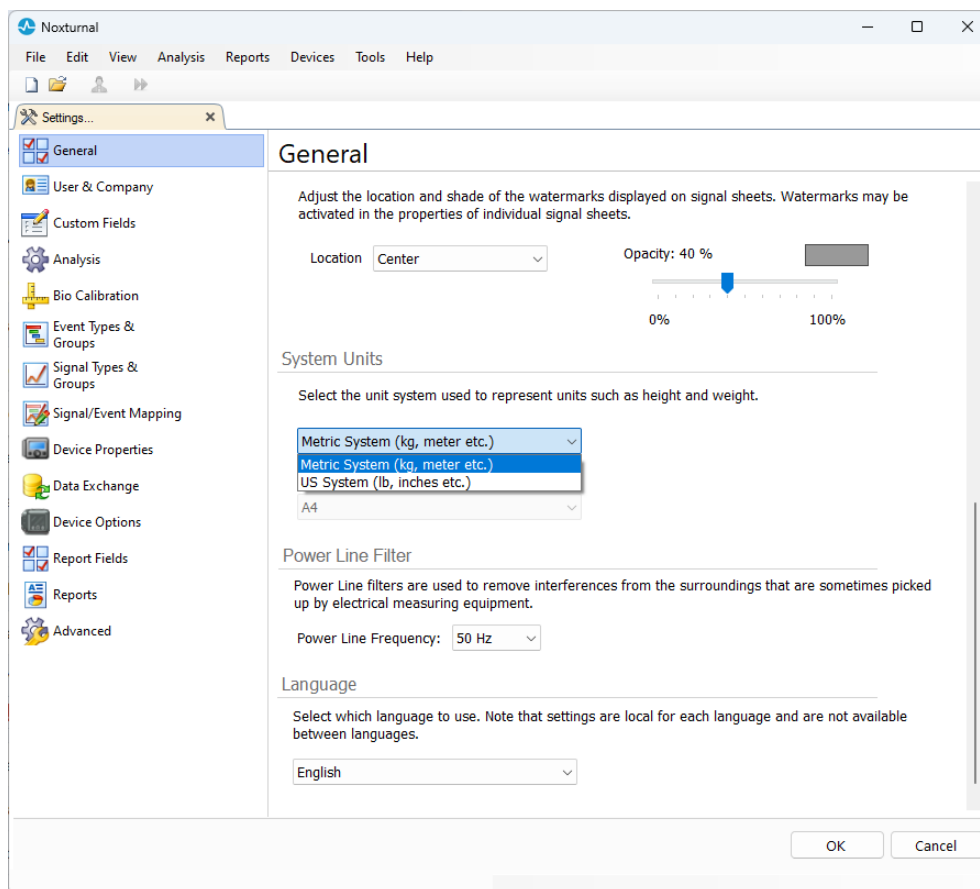 Noxturnal
File Edit View Analysis Reports Devices Tools Help
Settings...
General
User & Company
Custom Fields
Analysis
Bio Calibration
Event Types &
Groups
Signal Types &
Groups
Signal/Event Mapping
Device Properties
Data Exchange
Device Options
Report Fields
Reports
Advanced
General
Adjust the location and shade of the watermarks displayed on signal sheets. Watermarks may be
activated in the properties of individual signal sheets.
Location Center Opacity: 40 %
0% 100%
System Units
Select the unit system used to represent units such as height and weight.
Metric System (kg, meter etc.)
Metric System (kg, meter etc.)
US System (lb, inches etc.)
A4
Power Line Filter
Power Line filters are used to remove interferences from the surroundings that are sometimes picked
up by electrical measuring equipment.
Power Line Frequency: 50 Hz
Language
Select which language to use. Note that settings are local for each language and are not available
between languages.
English
OK Cancel